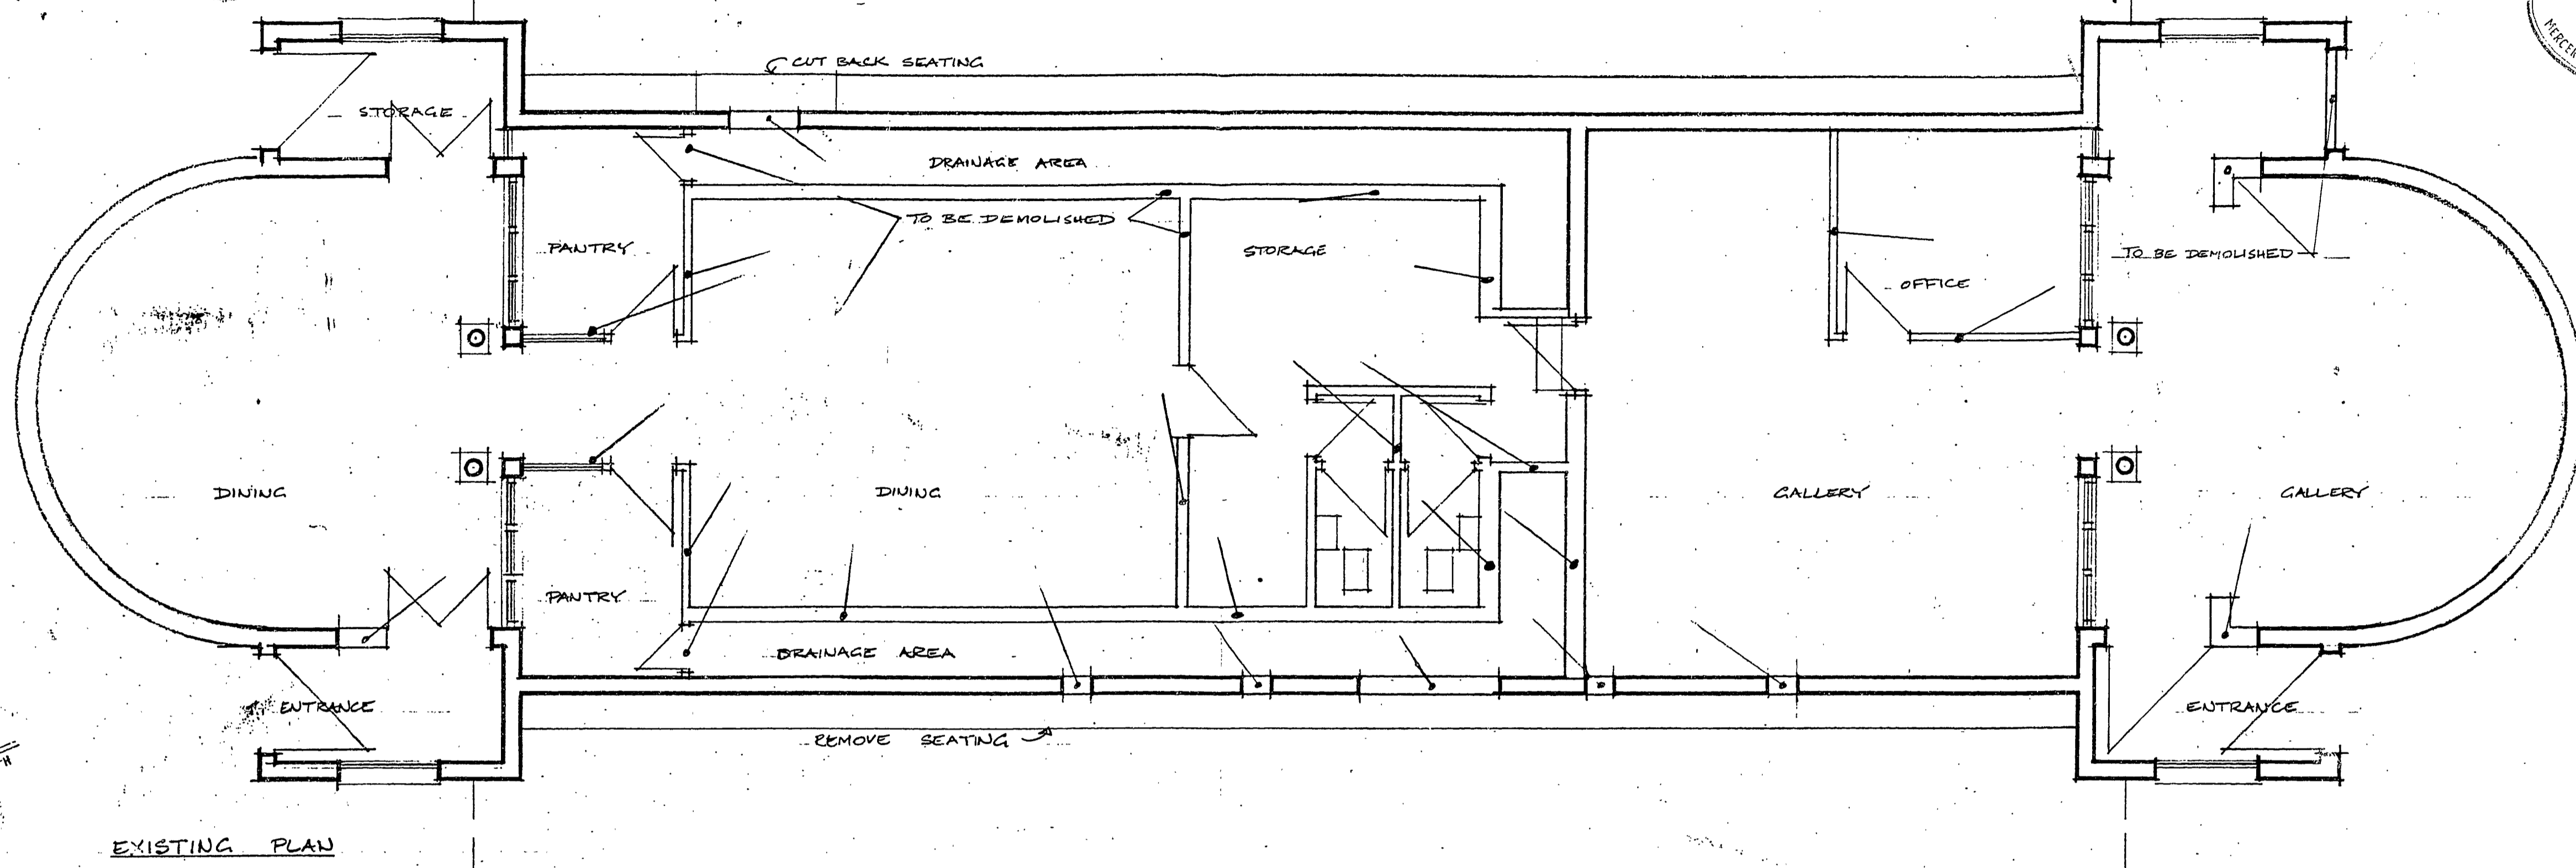 CUT BACK SEATING
STORAGE
DRAINAGE AREA
TO BE DEMOLISHED
PANTRY
STORAGE
TO BE DEMOLISHED
OFFICE
DINING
DINING
GALLERY
GALLERY
PANTRY
DRAINAGE AREA
ENTRANCE
ENTRANCE
REMOVE SEATING
EXISTING PLAN